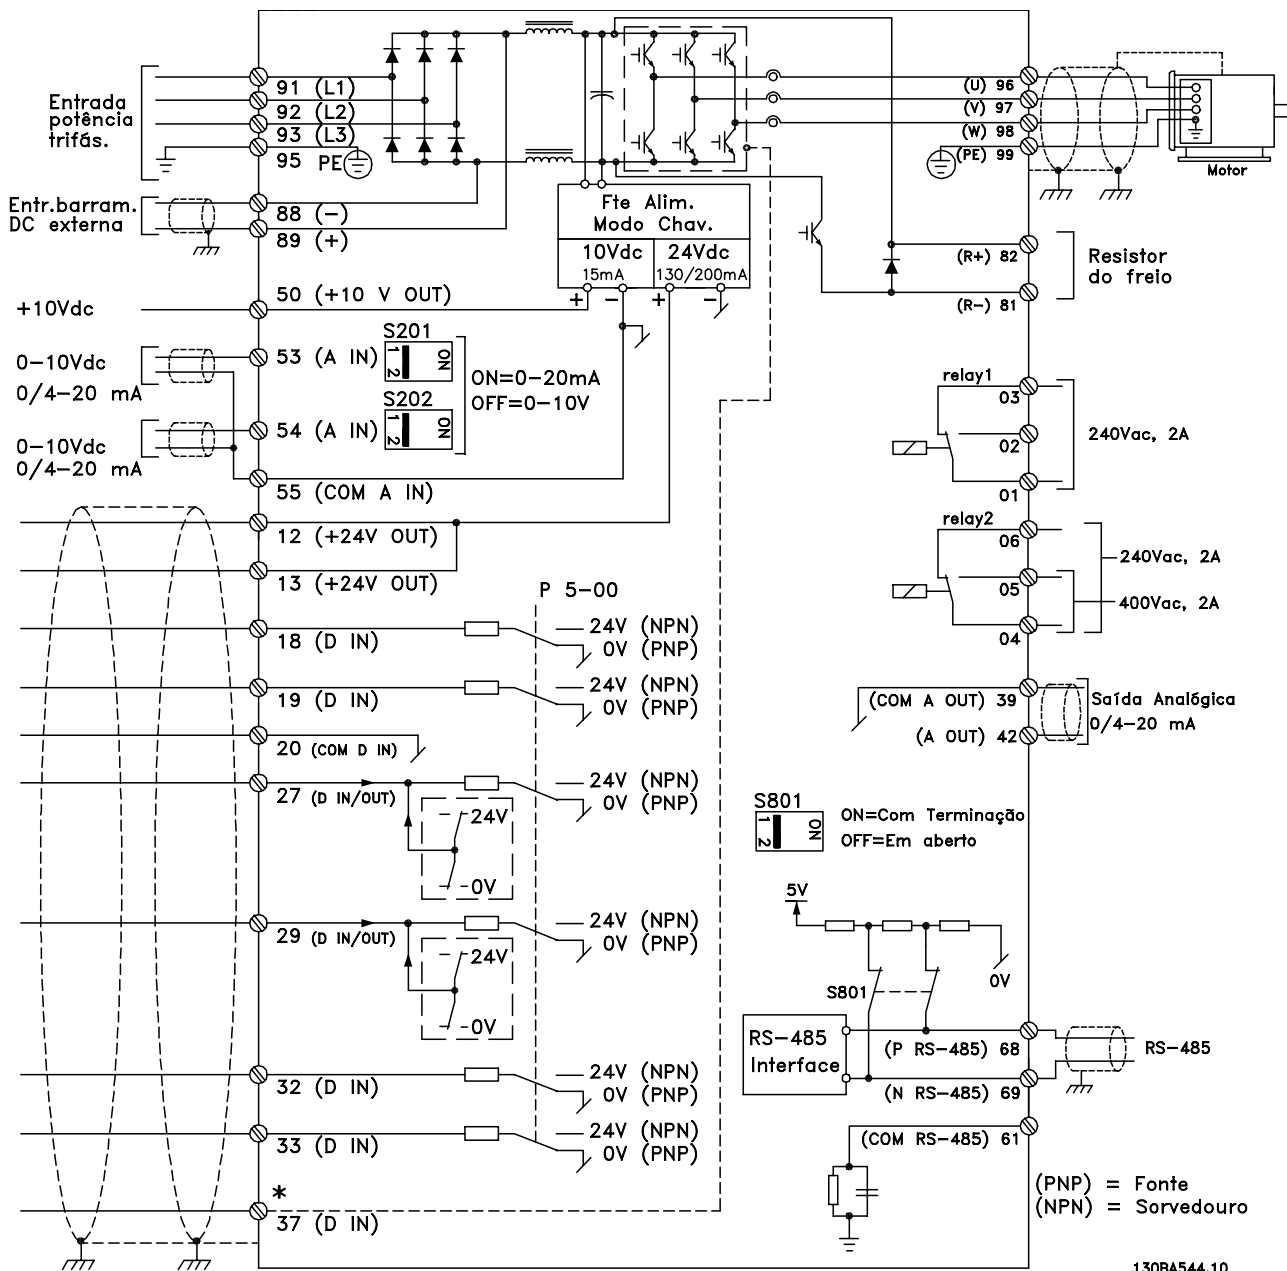 Entrada
potência
trifás.
91 (L1)
92 (L2)
93 (L3)
95 PE
(U) 96
(V) 97
(W) 98
(PE) 99
Motor
Entr.barram.
DC externa
88 (−)
89 (+)
Fte Alim.
Modo Chav.
10Vdc
15mA
24Vdc
130/200mA
+ − + −
(R+) 82
(R−) 81
Resistor
do freio
+10Vdc
50 (+10 V OUT)
S201
0−10Vdc
0/4−20 mA
53 (A IN)
1 2
ON
ON=0−20mA
OFF=0−10V
S202
0−10Vdc
0/4−20 mA
54 (A IN)
1 2
ON
55 (COM A IN)
relay1
03
02
01
240Vac, 2A
12 (+24V OUT)
13 (+24V OUT)
relay2
06
05
04
240Vac, 2A
400Vac, 2A
P 5-00
18 (D IN)
24V (NPN)
0V (PNP)
19 (D IN)
24V (NPN)
0V (PNP)
20 (COM D IN)
(COM A OUT) 39
(A OUT) 42
Saída Analógica
0/4−20 mA
27 (D IN/OUT)
24V (NPN)
0V (PNP)
24V
0V
S801
1 2
ON
ON=Com Terminação
OFF=Em aberto
29 (D IN/OUT)
24V (NPN)
0V (PNP)
24V
0V
5V
S801
0V
RS-485
Interface
(P RS−485) 68
(N RS−485) 69
RS-485
(COM RS−485) 61
32 (D IN)
24V (NPN)
0V (PNP)
33 (D IN)
24V (NPN)
0V (PNP)
*
37 (D IN)
(PNP) = Fonte
(NPN) = Sorvedouro
130BA544.10